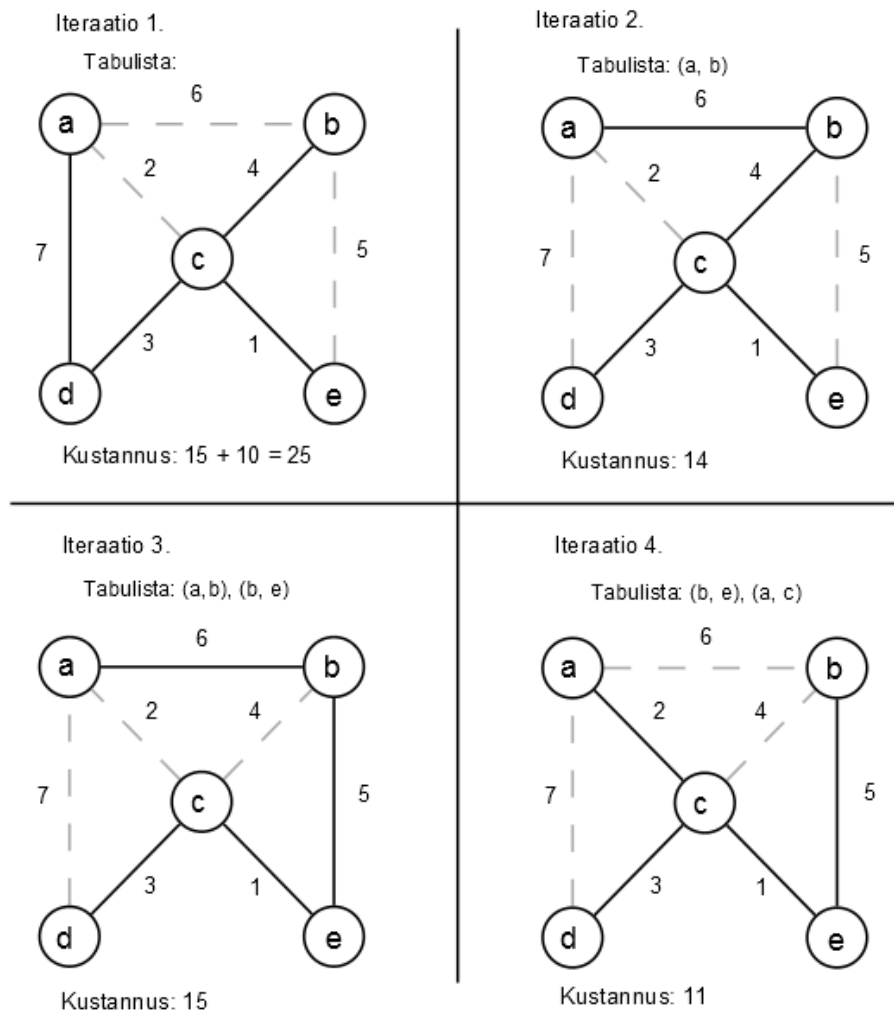 Iteraatio 1.
Tabulista:
6
a
b
2
4
c
7
5
3
1
d
e
Kustannus: 15 + 10 = 25
Iteraatio 2.
Tabulista: (a, b)
6
a
b
2
4
c
7
5
3
1
d
e
Kustannus: 14
Iteraatio 3.
Tabulista: (a,b), (b, e)
6
a
b
2
4
c
7
5
3
1
d
e
Kustannus: 15
Iteraatio 4.
Tabulista: (b, e), (a, c)
6
a
b
2
4
c
7
5
3
1
d
e
Kustannus: 11